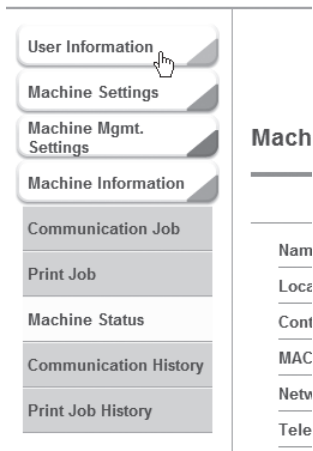 User Information
Machine Settings
Machine Mgmt.
Settings
Machine Information
Communication Job
Print Job
Machine Status
Communication History
Print Job History
Mach
Nam
Loca
Cont
MAC
Netw
Tele